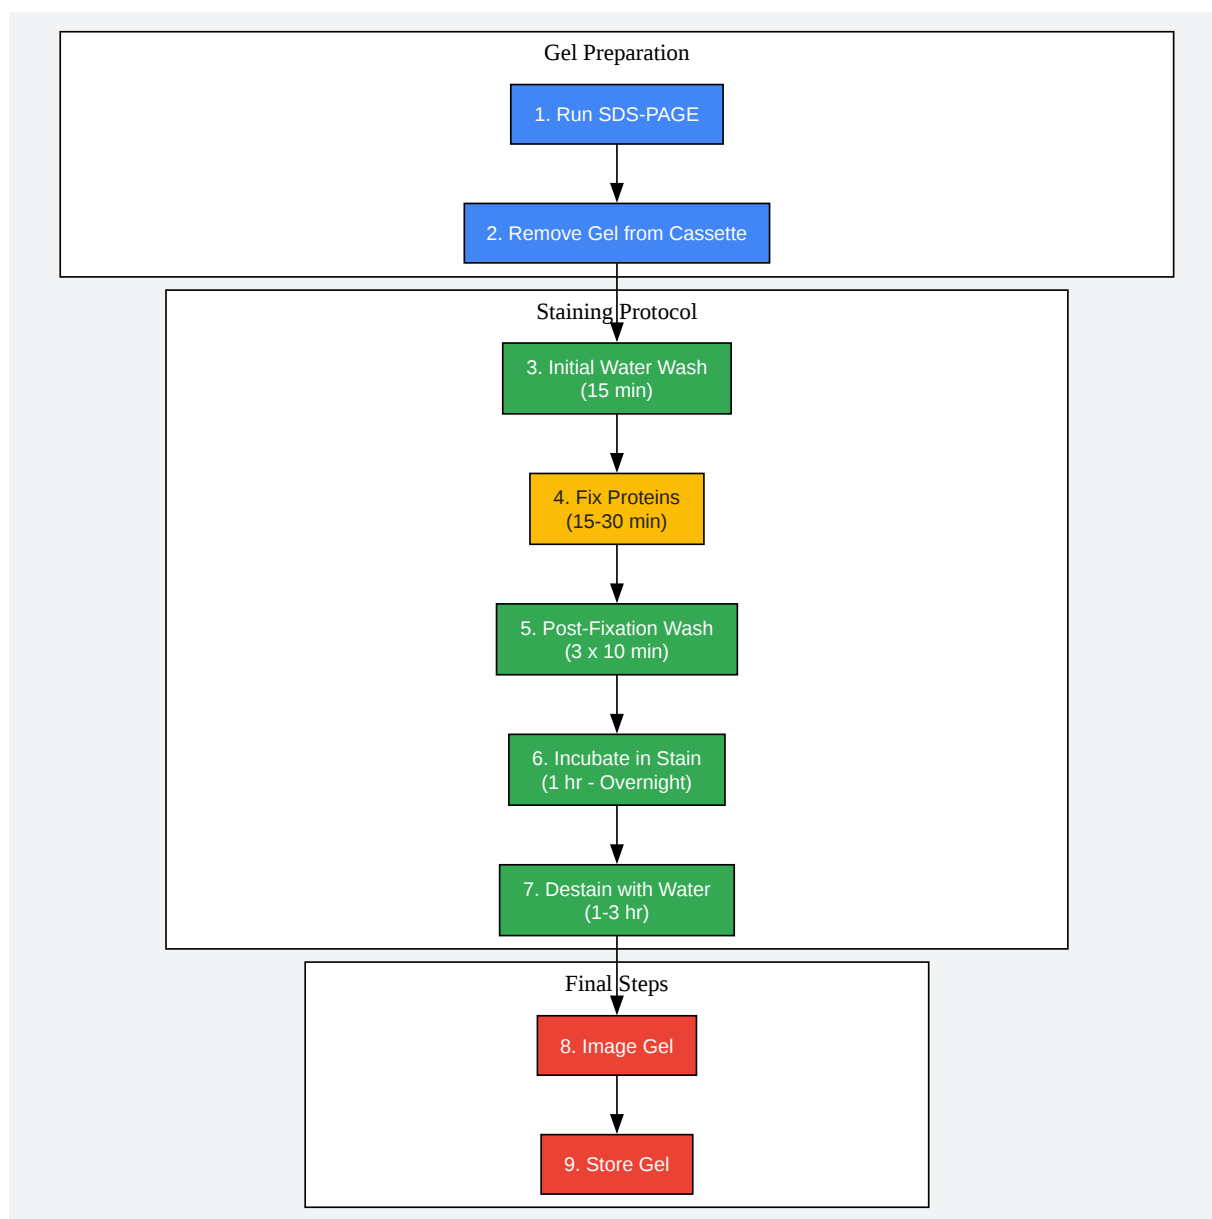 Gel Preparation
1. Run SDS-PAGE
2. Remove Gel from Cassette
Staining Protocol
3. Initial Water Wash
(15 min)
4. Fix Proteins
(15-30 min)
5. Post-Fixation Wash
(3 x 10 min)
6. Incubate in Stain
(1 hr - Overnight)
7. Destain with Water
(1-3 hr)
Final Steps
8. Image Gel
9. Store Gel